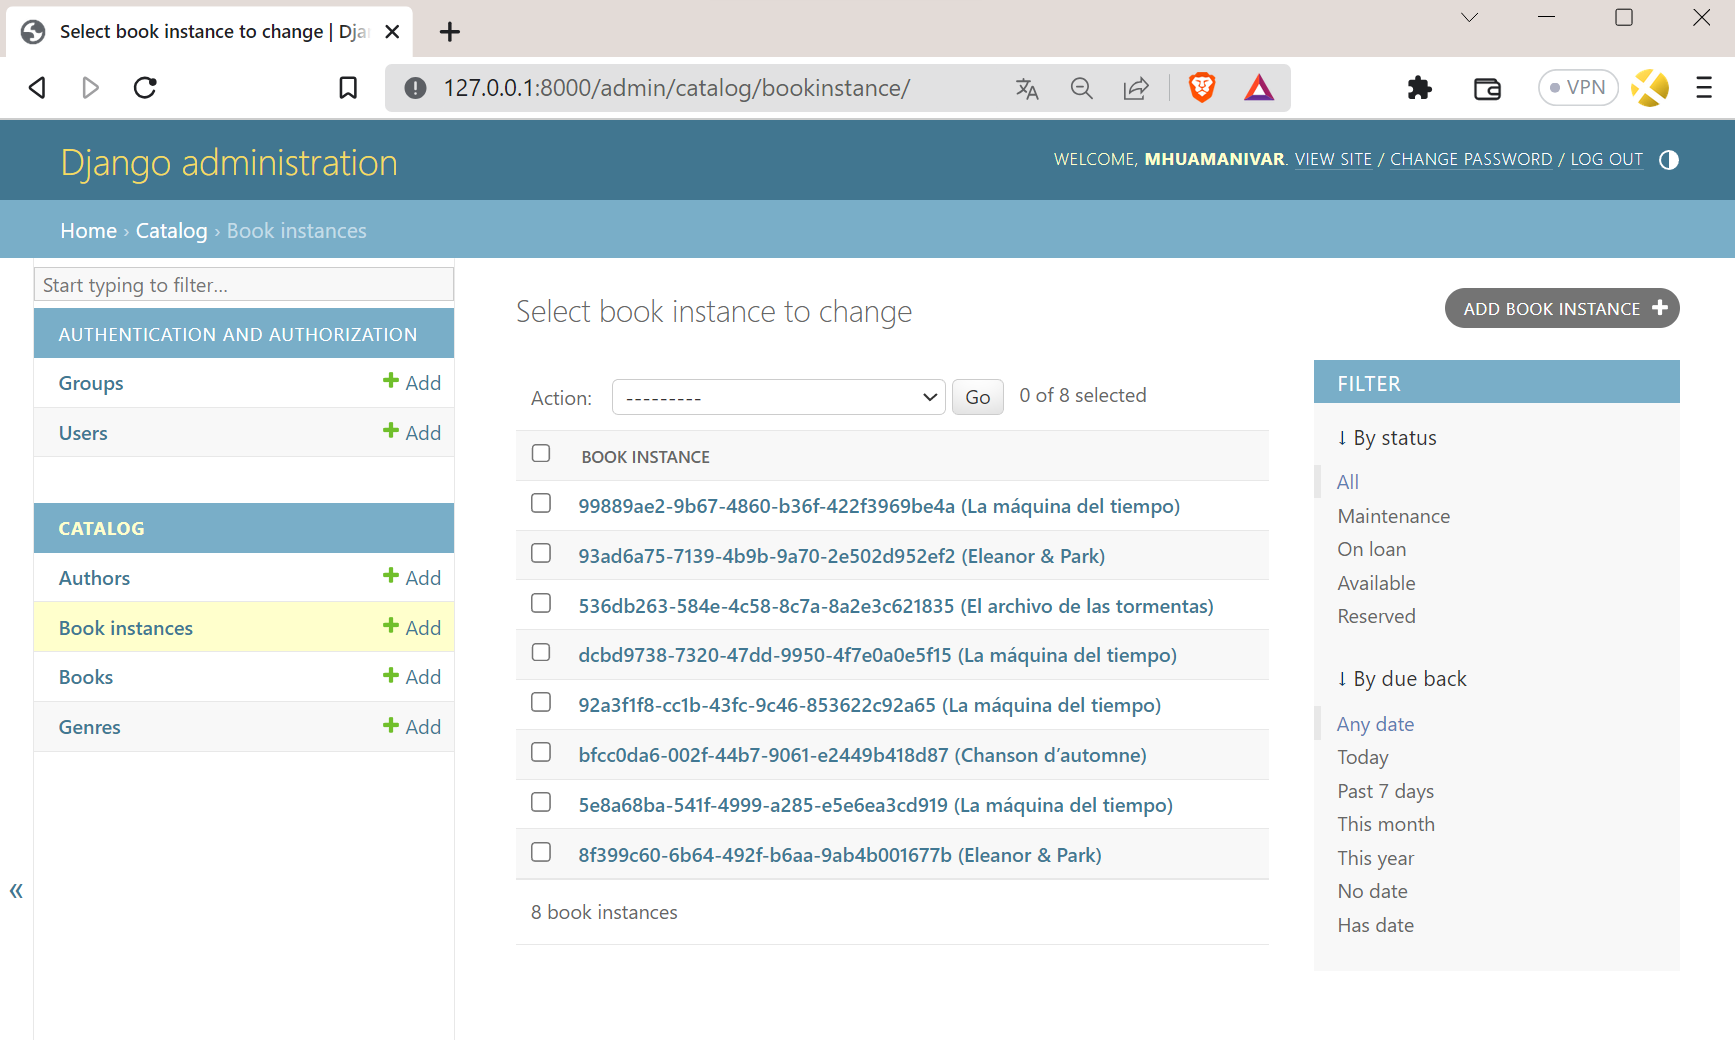 Select book instance to change | Dja
127.0.0.1:8000/admin/catalog/bookinstance/
VPN
Django administration
WELCOME, MHUAMANIVAR. VIEW SITE / CHANGE PASSWORD / LOG OUT
Home › Catalog › Book instances
Start typing to filter...
AUTHENTICATION AND AUTHORIZATION
Groups + Add
Users + Add
CATALOG
Authors + Add
Book instances + Add
Books + Add
Genres + Add
«
Select book instance to change
ADD BOOK INSTANCE +
Action: --------- Go 0 of 8 selected
BOOK INSTANCE
99889ae2-9b67-4860-b36f-422f3969be4a (La máquina del tiempo)
93ad6a75-7139-4b9b-9a70-2e502d952ef2 (Eleanor & Park)
536db263-584e-4c58-8c7a-8a2e3c621835 (El archivo de las tormentas)
dcbd9738-7320-47dd-9950-4f7e0a0e5f15 (La máquina del tiempo)
92a3f1f8-cc1b-43fc-9c46-853622c92a65 (La máquina del tiempo)
bfcc0da6-002f-44b7-9061-e2449b418d87 (Chanson d’automne)
5e8a68ba-541f-4999-a285-e5e6ea3cd919 (La máquina del tiempo)
8f399c60-6b64-492f-b6aa-9ab4b001677b (Eleanor & Park)
8 book instances
FILTER
↓ By status
All
Maintenance
On loan
Available
Reserved
↓ By due back
Any date
Today
Past 7 days
This month
This year
No date
Has date